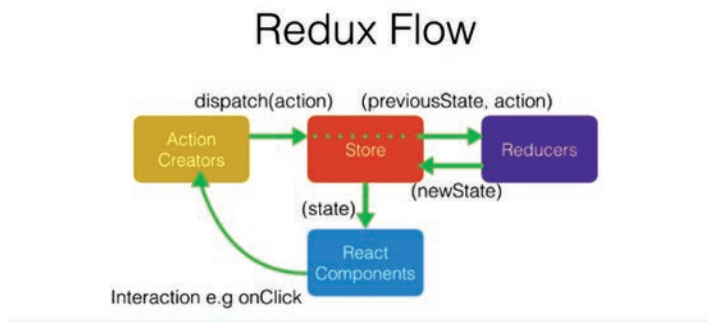 Redux Flow
dispatch(action)
(previousState, action)
Action
Creators
Store
Reducers
(newState)
(state)
React
Components
Interaction e.g onClick